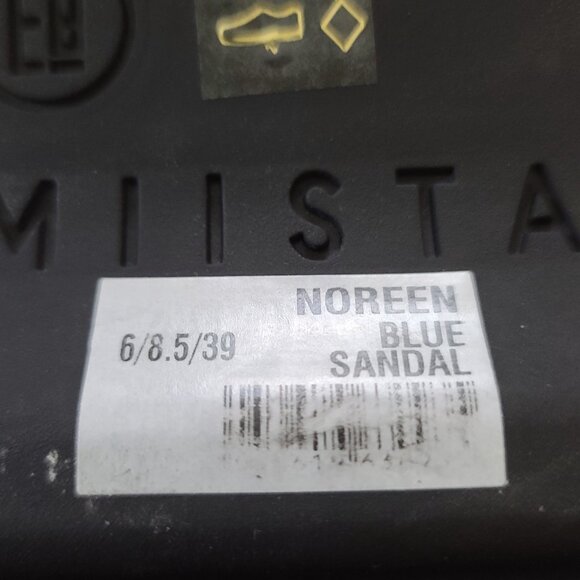 MIISTA
NOREEN
6/8.5/39
BLUE
SANDAL